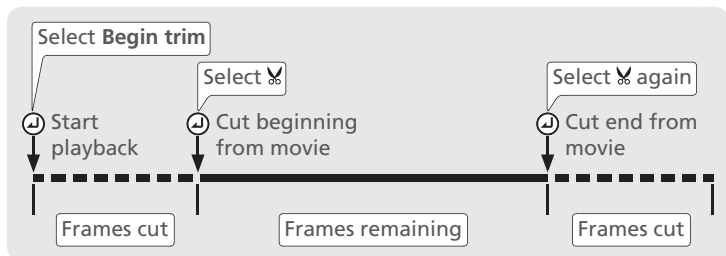 Select Begin trim
Select
Select again
Start
playback
Cut beginning
from movie
Cut end from
movie
Frames cut
Frames remaining
Frames cut